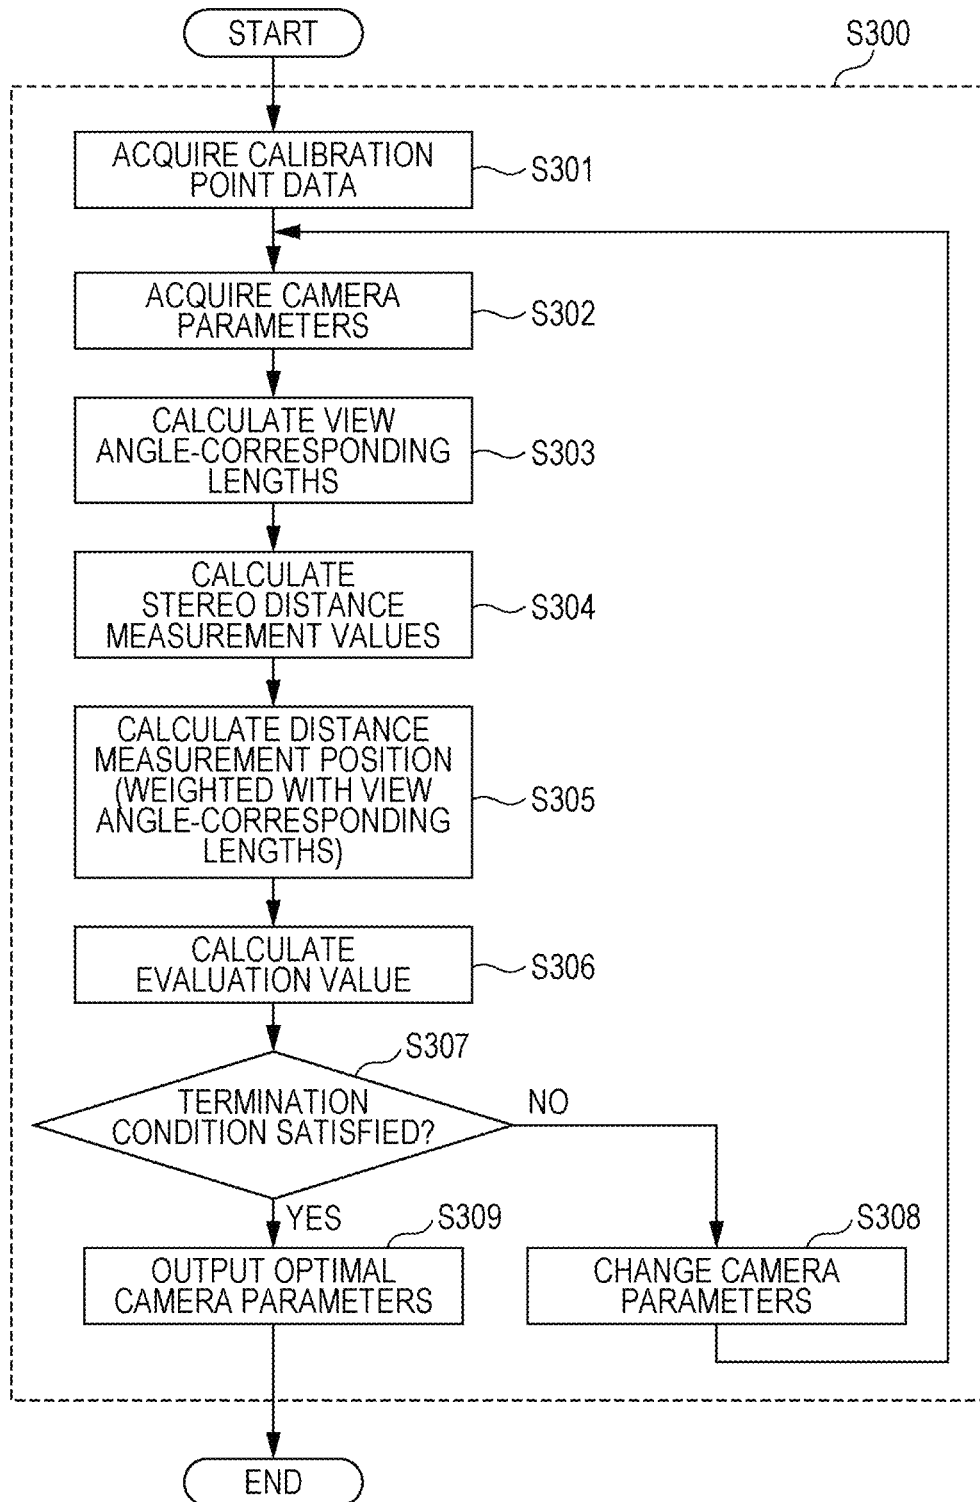 START
S300
ACQUIRE CALIBRATION
POINT DATA
S301
ACQUIRE CAMERA
PARAMETERS
S302
CALCULATE VIEW
ANGLE-CORRESPONDING
LENGTHS
S303
CALCULATE
STEREO DISTANCE
MEASUREMENT VALUES
S304
CALCULATE DISTANCE
MEASUREMENT POSITION
(WEIGHTED WITH VIEW
ANGLE-CORRESPONDING
LENGTHS)
S305
CALCULATE
EVALUATION VALUE
S306
S307
TERMINATION
CONDITION SATISFIED?
NO
YES
S309
OUTPUT OPTIMAL
CAMERA PARAMETERS
S308
CHANGE CAMERA
PARAMETERS
END